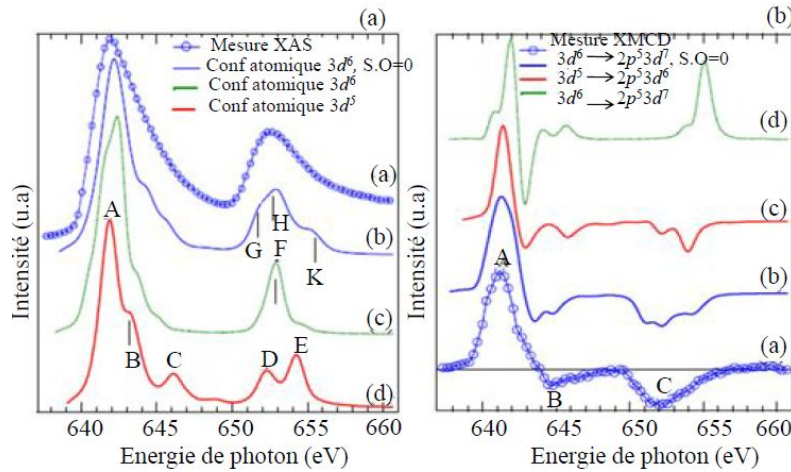 (a)
Mesure XAS
Conf atomique 3d⁶, S.O=0
Conf atomique 3d⁶
Conf atomique 3d⁵
(a)
A
G
H
(b)
F
K
(c)
B
C
D
E
(d)
Intensité (u.a)
640 645 650 655 660
Energie de photon (eV)
(b)
Mesure XMCD
3d⁶ → 2p⁵3d⁷, S.O=0
3d⁵ → 2p⁵3d⁶
3d⁶ → 2p⁵3d⁷
(d)
(c)
(b)
A
(a)
B
C
Intensité (u.a)
640 645 650 655 660
Energie de photon (eV)